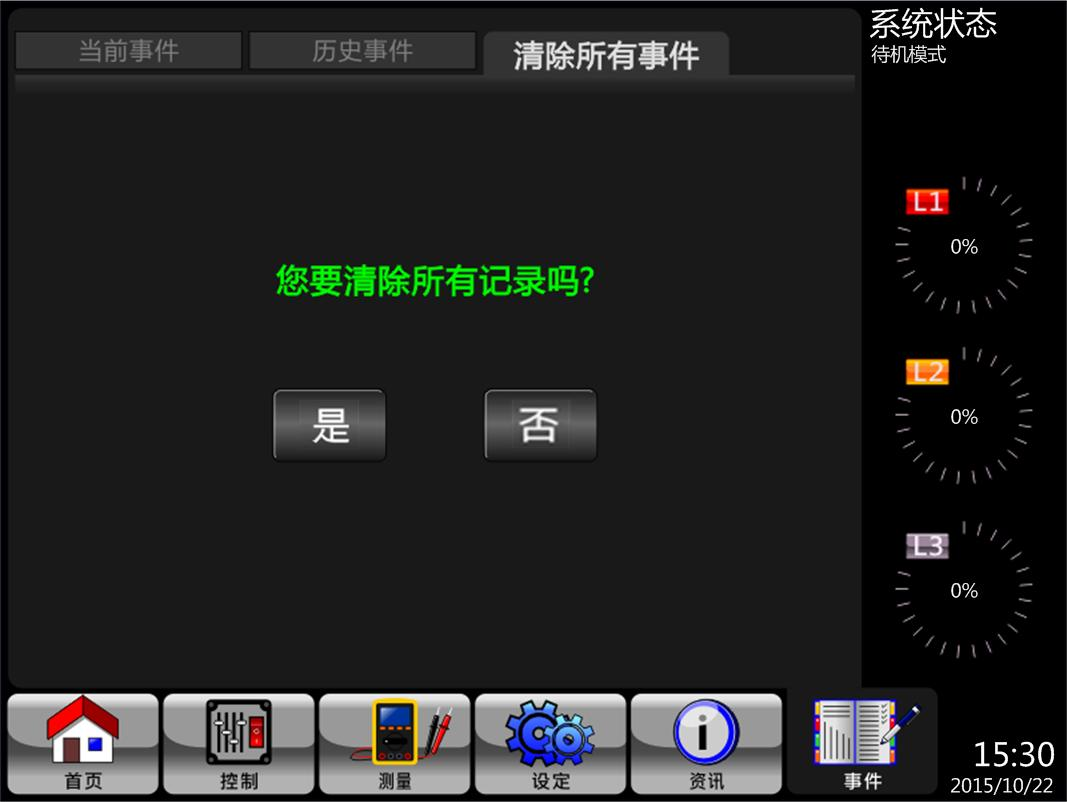 当前事件
历史事件
清除所有事件
系统状态
待机模式
L1
0%
L2
0%
L3
0%
您要清除所有记录吗?
是
否
首页
控制
测量
设定
资讯
事件
15:30
2015/10/22